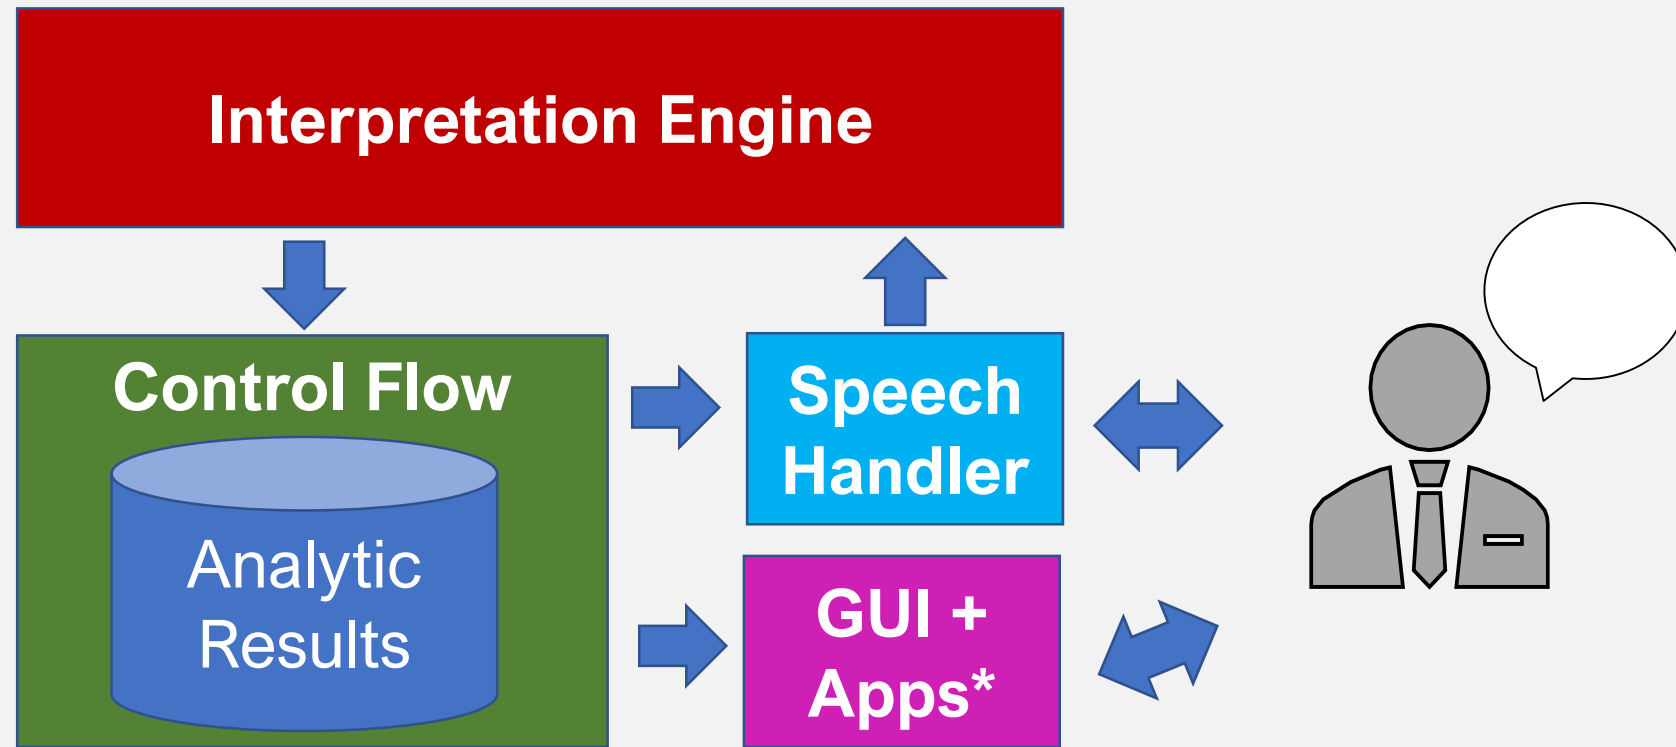 Interpretation Engine
Control Flow
Analytic
Results
Speech
Handler
GUI +
Apps*